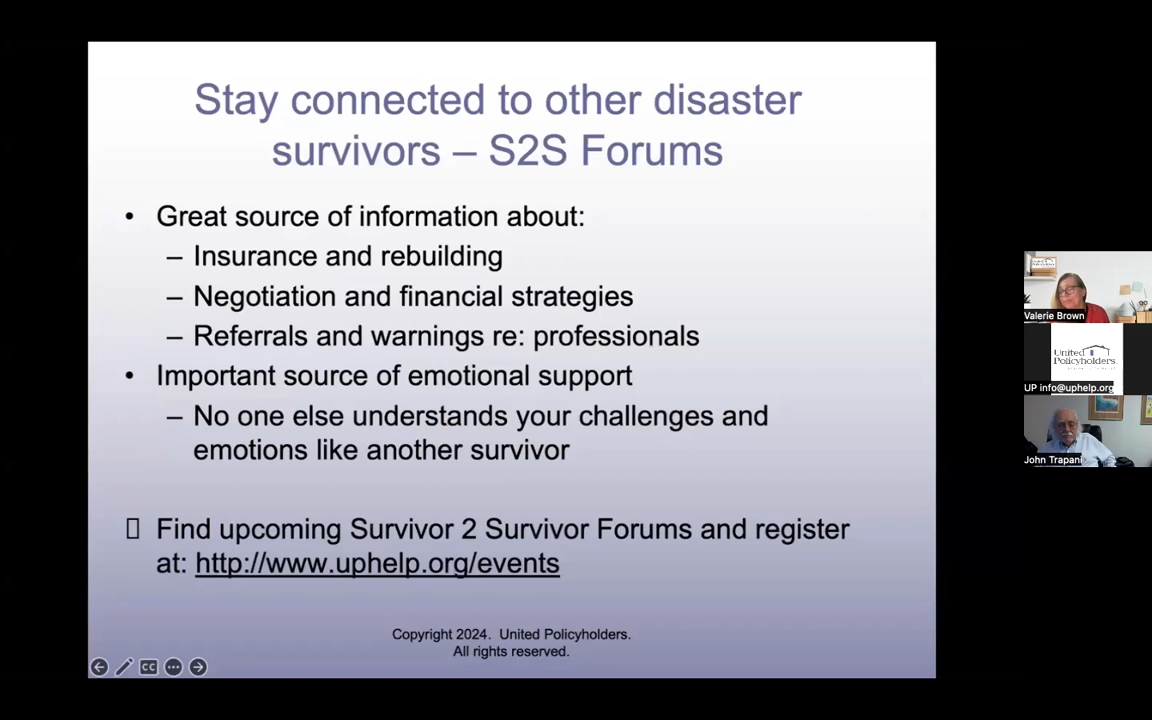 Stay connected to other disaster
survivors – S2S Forums
• Great source of information about:
– Insurance and rebuilding
– Negotiation and financial strategies
– Referrals and warnings re: professionals
• Important source of emotional support
– No one else understands your challenges and
emotions like another survivor
Find upcoming Survivor 2 Survivor Forums and register
at: http://www.uphelp.org/events
Copyright 2024. United Policyholders.
All rights reserved.
CC
Valerie Brown
United
Policyholders
UP info@uphelp.org
John Trapani